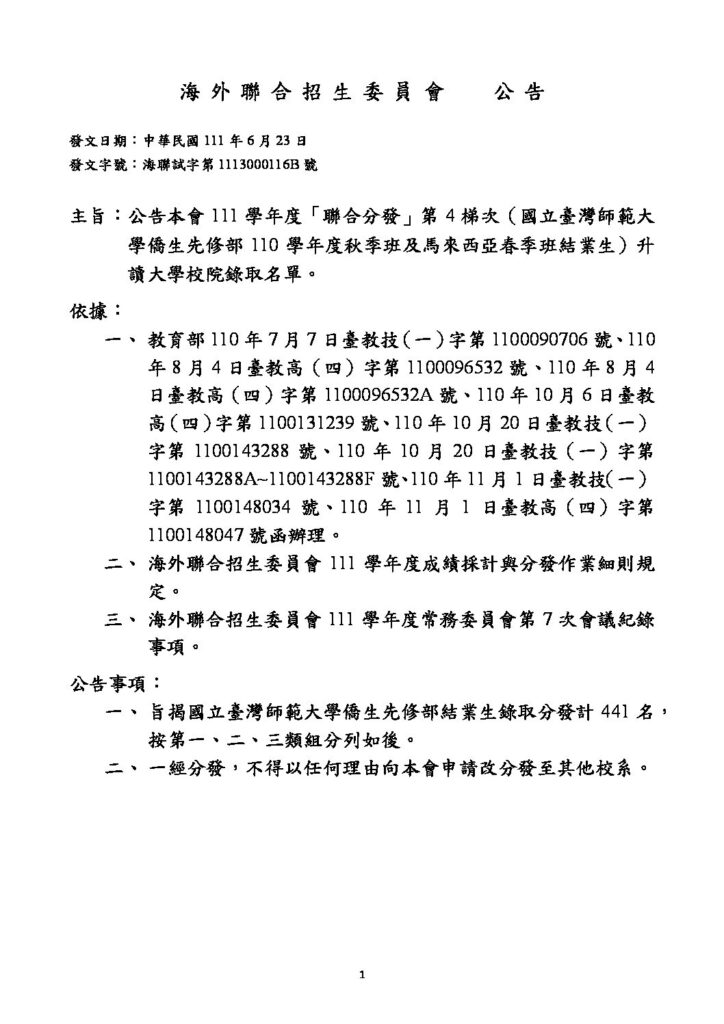 海外聯合招生委員會　公告
發文日期：中華民國 111 年 6 月 23 日
發文字號：海聯試字第 1113000116B 號
主旨：公告本會 111 學年度「聯合分發」第 4 梯次（國立臺灣師範大
學僑生先修部 110 學年度秋季班及馬來西亞春季班結業生）升
讀大學校院錄取名單。
依據：
一、 教育部 110 年 7 月 7 日臺教技(一)字第 1100090706 號、110
年 8 月 4 日臺教高（四）字第 1100096532 號、110 年 8 月 4
日臺教高（四）字第 1100096532A 號、110 年 10 月 6 日臺教
高(四)字第 1100131239 號、110 年 10 月 20 日臺教技(一)
字第 1100143288 號、110 年 10 月 20 日臺教技（一）字第
1100143288A~1100143288F 號、110 年 11 月 1 日臺教技(一)
字第 1100148034 號、110 年 11 月 1 日臺教高（四）字第
1100148047 號函辦理。
二、 海外聯合招生委員會 111 學年度成績採計與分發作業細則規
定。
三、 海外聯合招生委員會 111 學年度常務委員會第 7 次會議紀錄
事項。
公告事項：
一、 旨揭國立臺灣師範大學僑生先修部結業生錄取分發計 441 名，
按第一、二、三類組分列如後。
二、 一經分發，不得以任何理由向本會申請改分發至其他校系。
1